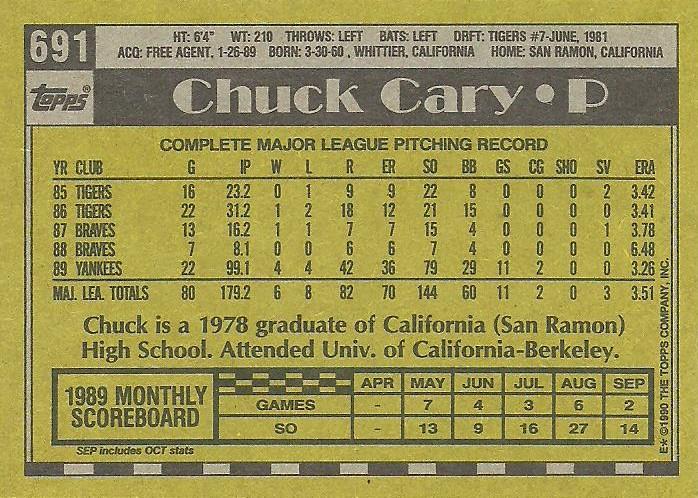 691
HT: 6'4" WT: 210 THROWS: LEFT BATS: LEFT DRFT: TIGERS #7-JUNE, 1981
ACQ: FREE AGENT, 1-26-89 BORN: 3-30-60, WHITTIER, CALIFORNIA HOME: SAN RAMON, CALIFORNIA
topps®
Chuck Cary • P
COMPLETE MAJOR LEAGUE PITCHING RECORD
YR CLUB G IP W L R ER SO BB GS CG SHO SV ERA
85 TIGERS 16 23.2 0 1 9 9 22 8 0 0 0 2 3.42
86 TIGERS 22 31.2 1 2 18 12 21 15 0 0 0 0 3.41
87 BRAVES 13 16.2 1 1 7 7 15 4 0 0 0 1 3.78
88 BRAVES 7 8.1 0 0 6 6 7 4 0 0 0 0 6.48
89 YANKEES 22 99.1 4 4 42 36 79 29 11 2 0 0 3.26
MAJ. LEA. TOTALS 80 179.2 6 8 82 70 144 60 11 2 0 3 3.51
Chuck is a 1978 graduate of California (San Ramon)
High School. Attended Univ. of California-Berkeley.
1989 MONTHLY
SCOREBOARD
APR MAY JUN JUL AUG SEP
GAMES - 7 4 3 6 2
SO - 13 9 16 27 14
SEP includes OCT stats
E* ©1990 THE TOPPS COMPANY, INC.